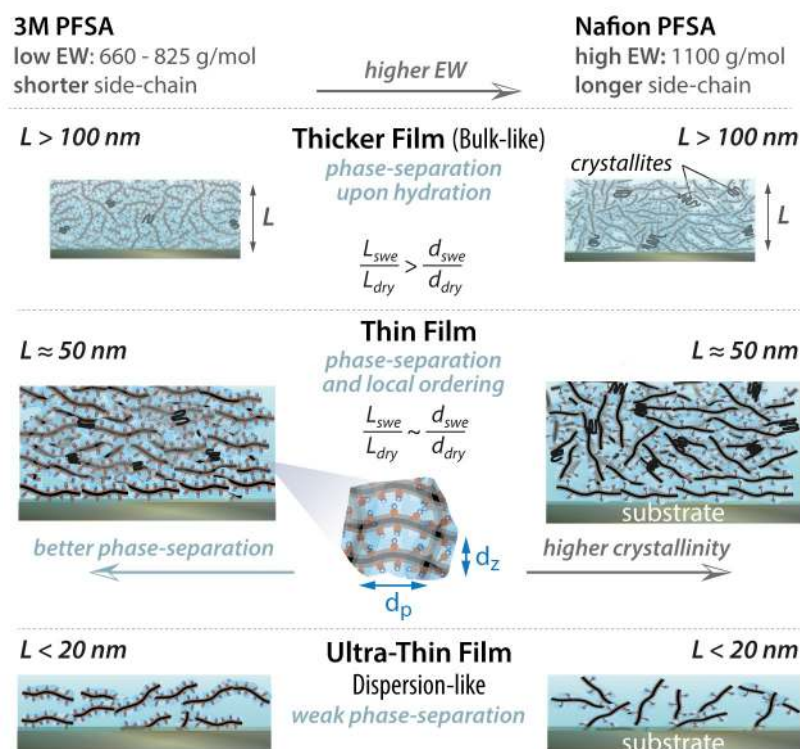 3M PFSA
low EW: 660 - 825 g/mol
shorter side-chain
higher EW
Nafion PFSA
high EW: 1100 g/mol
longer side-chain
L > 100 nm
Thicker Film (Bulk-like)
phase-separation
upon hydration
L > 100 nm
crystallites
L
L
L_swe / L_dry > d_swe / d_dry
L ≈ 50 nm
Thin Film
phase-separation
and local ordering
L ≈ 50 nm
L_swe / L_dry ~ d_swe / d_dry
substrate
better phase-separation
higher crystallinity
d_z
d_p
L < 20 nm
Ultra-Thin Film
Dispersion-like
weak phase-separation
L < 20 nm
substrate